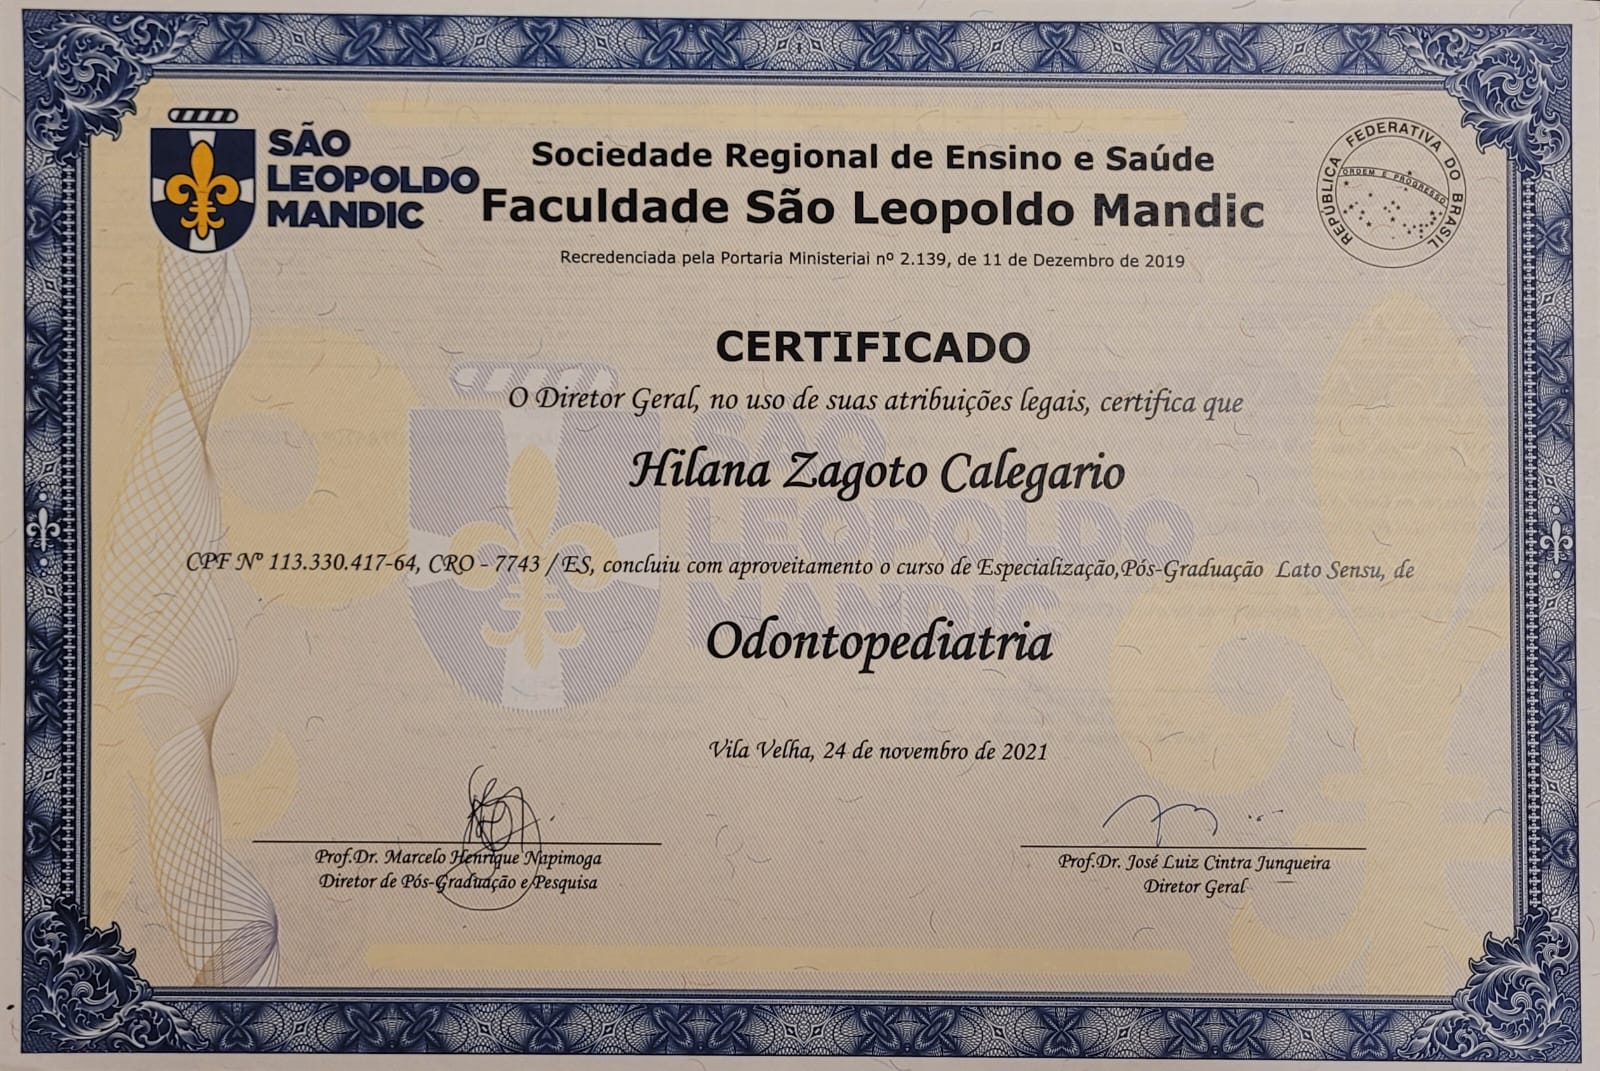 SÃO
LEOPOLDO
MANDIC
Sociedade Regional de Ensino e Saúde
Faculdade São Leopoldo Mandic
Recredenciada pela Portaria Ministerial nº 2.139, de 11 de Dezembro de 2019
REPÚBLICA FEDERATIVA DO BRASIL
ORDEM E PROGRESSO
CERTIFICADO
O Diretor Geral, no uso de suas atribuições legais, certifica que
Hilana Zagoto Calegario
CPF Nº 113.330.417-64, CRO - 7743 / ES, concluiu com aproveitamento o curso de Especialização,Pós-Graduação Lato Sensu, de
Odontopediatria
SÃO
LEOPOLDO
MANDIC
Vila Velha, 24 de novembro de 2021
Prof.Dr. Marcelo Henrique Napimoga
Diretor de Pós-Graduação e Pesquisa
Prof.Dr. José Luiz Cintra Junqueira
Diretor Geral